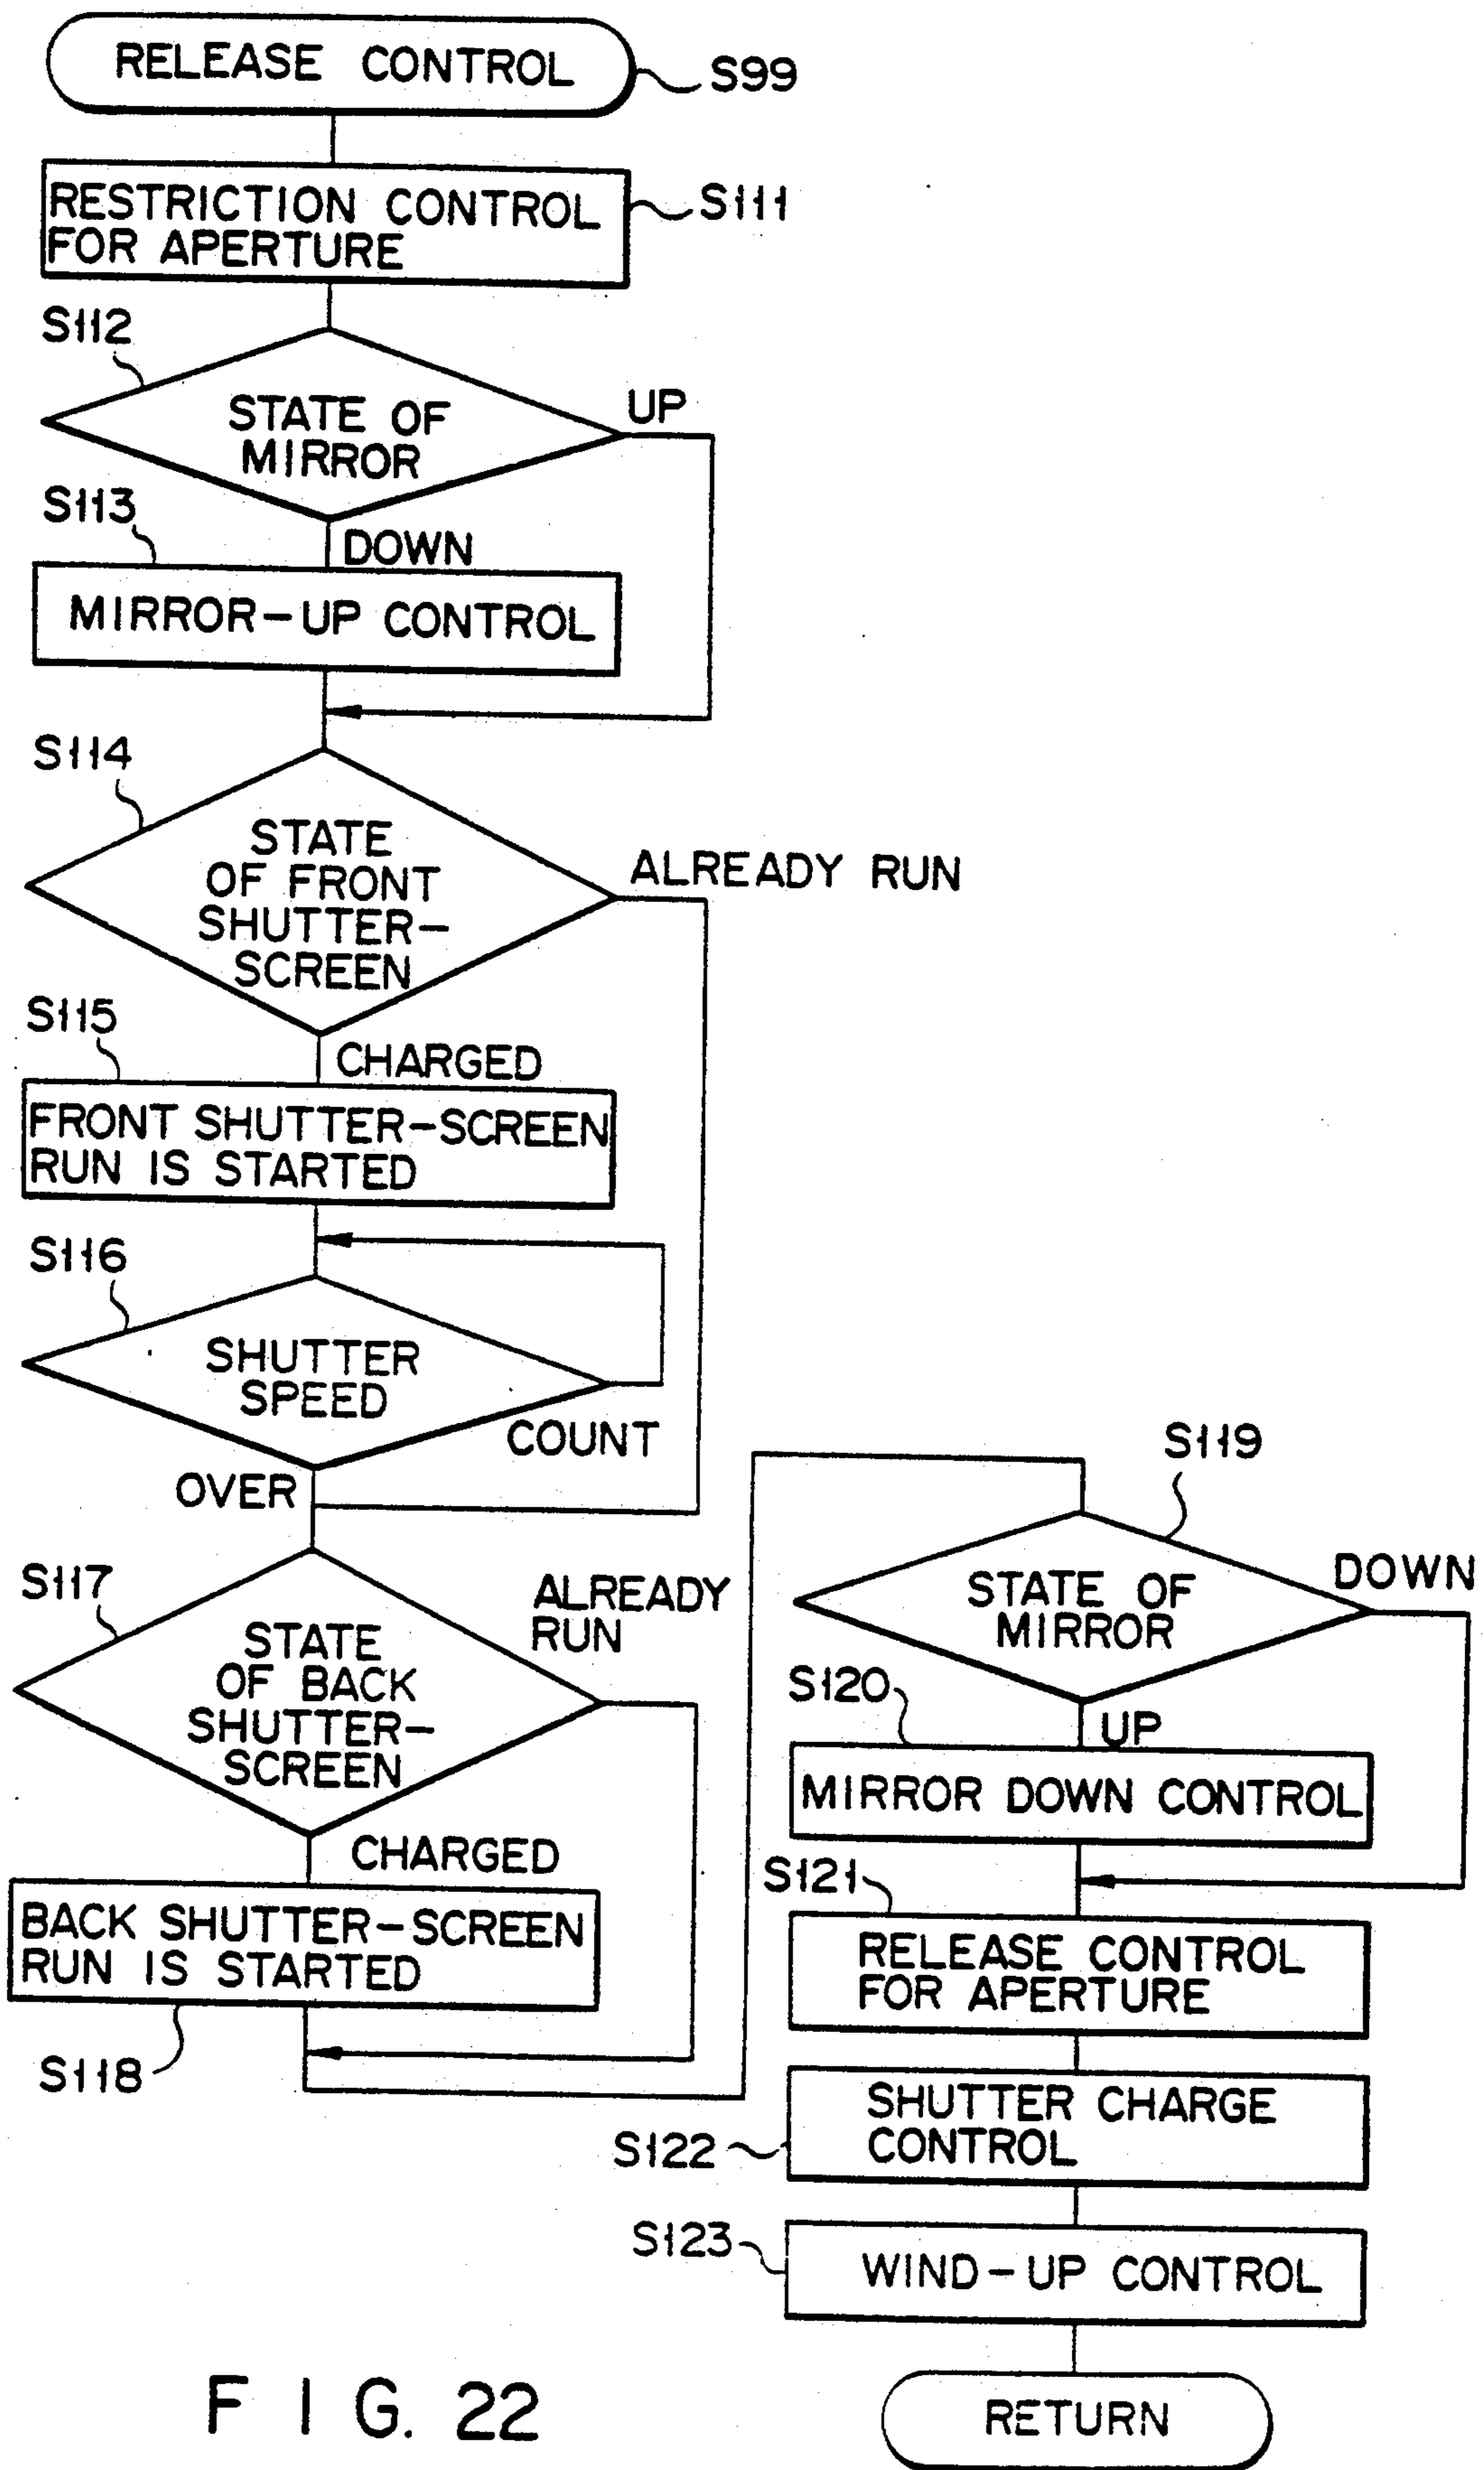 RELEASE CONTROL
S99
RESTRICTION CONTROL
FOR APERTURE
S111
S112
STATE OF
MIRROR
UP
S113
DOWN
MIRROR-UP CONTROL
S114
STATE
OF FRONT
SHUTTER-
SCREEN
ALREADY RUN
S115
CHARGED
FRONT SHUTTER-SCREEN
RUN IS STARTED
S116
SHUTTER
SPEED
COUNT
OVER
S117
STATE
OF BACK
SHUTTER-
SCREEN
ALREADY
RUN
CHARGED
BACK SHUTTER-SCREEN
RUN IS STARTED
S118
S119
STATE OF
MIRROR
DOWN
S120
UP
MIRROR DOWN CONTROL
S121
RELEASE CONTROL
FOR APERTURE
SHUTTER CHARGE
CONTROL
S122
S123
WIND-UP CONTROL
RETURN
FIG. 22